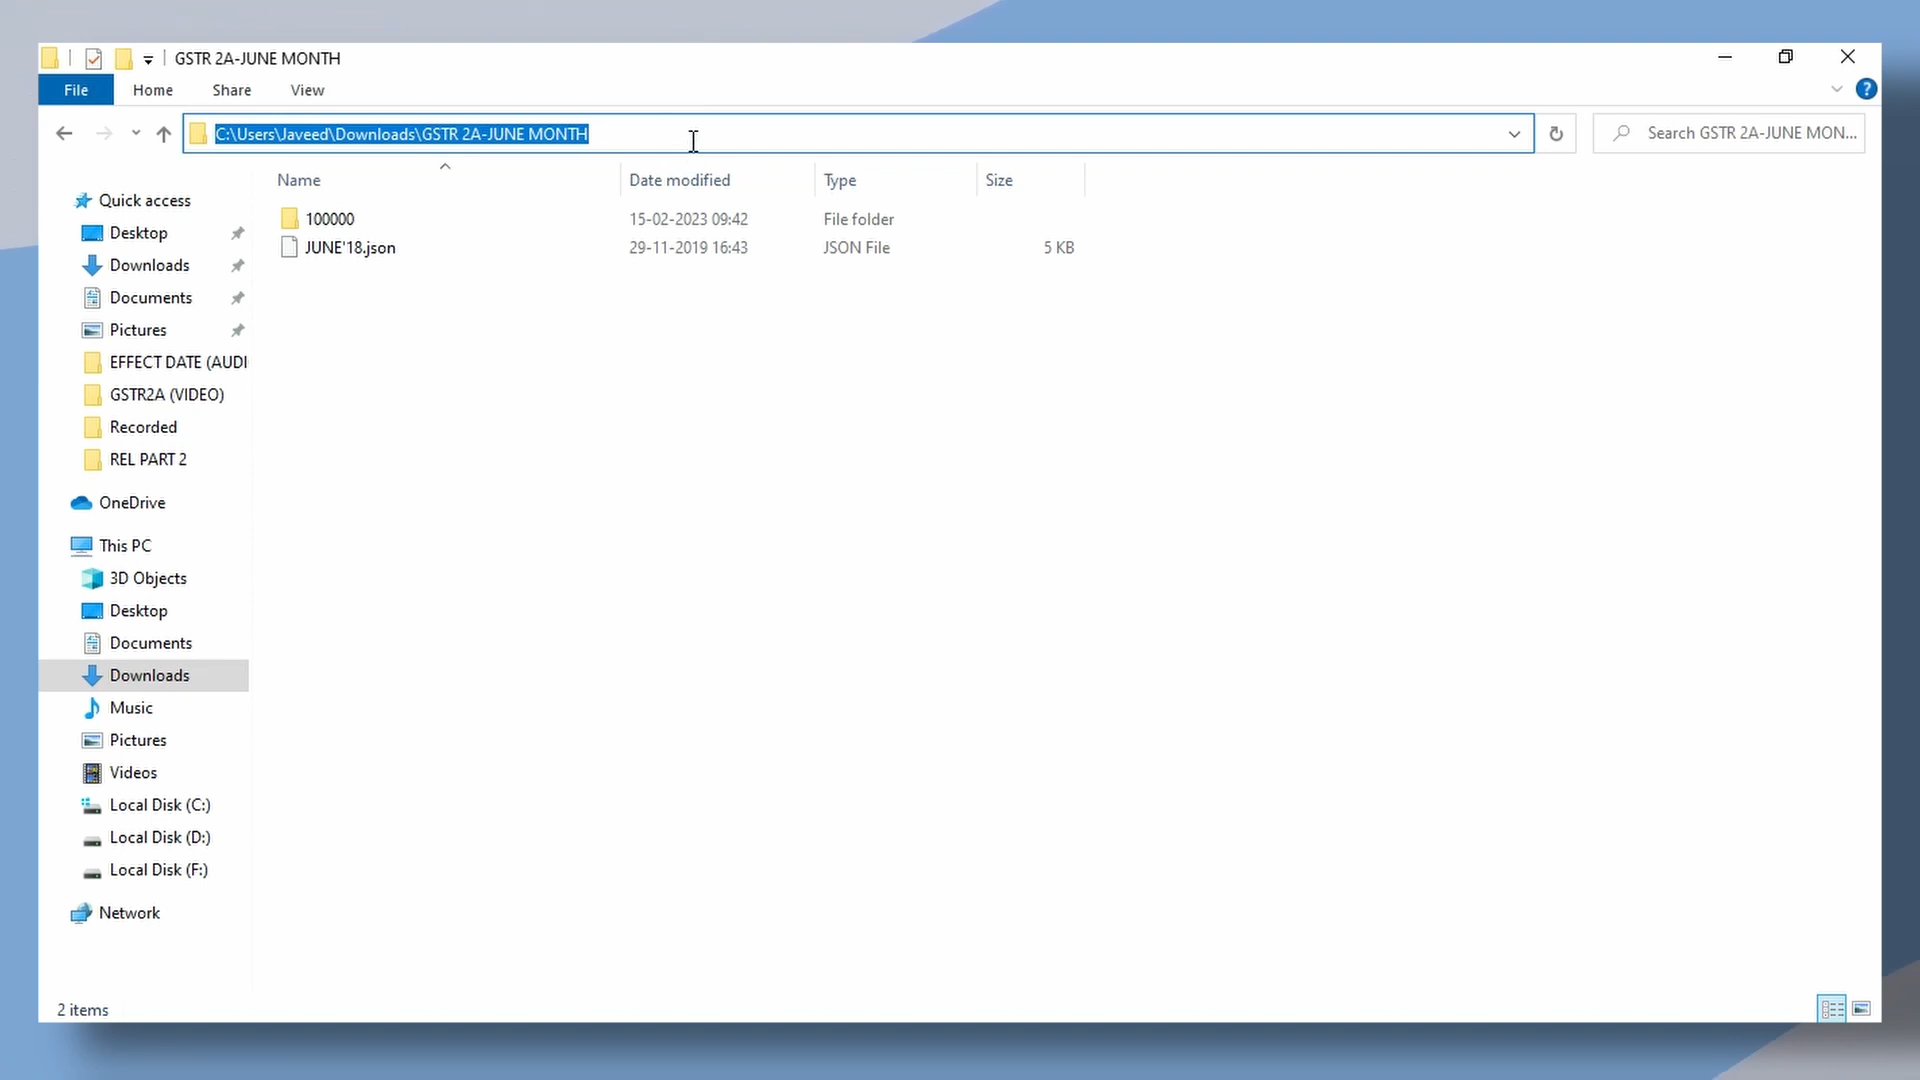 GSTR 2A-JUNE MONTH
File Home Share View
C:\Users\Javeed\Downloads\GSTR 2A-JUNE MONTH
Search GSTR 2A-JUNE MON...
Name Date modified Type Size
100000 15-02-2023 09:42 File folder
JUNE'18.json 29-11-2019 16:43 JSON File 5 KB
Quick access
Desktop
Downloads
Documents
Pictures
EFFECT DATE (AUDI
GSTR2A (VIDEO)
Recorded
REL PART 2
OneDrive
This PC
3D Objects
Desktop
Documents
Downloads
Music
Pictures
Videos
Local Disk (C:)
Local Disk (D:)
Local Disk (F:)
Network
2 items